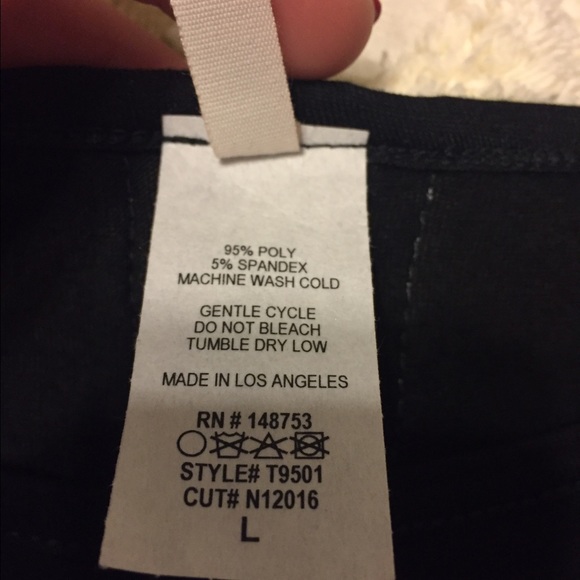 95% POLY
5% SPANDEX
MACHINE WASH COLD
GENTLE CYCLE
DO NOT BLEACH
TUMBLE DRY LOW
MADE IN LOS ANGELES
RN # 148753
STYLE# T9501
CUT# N12016
L